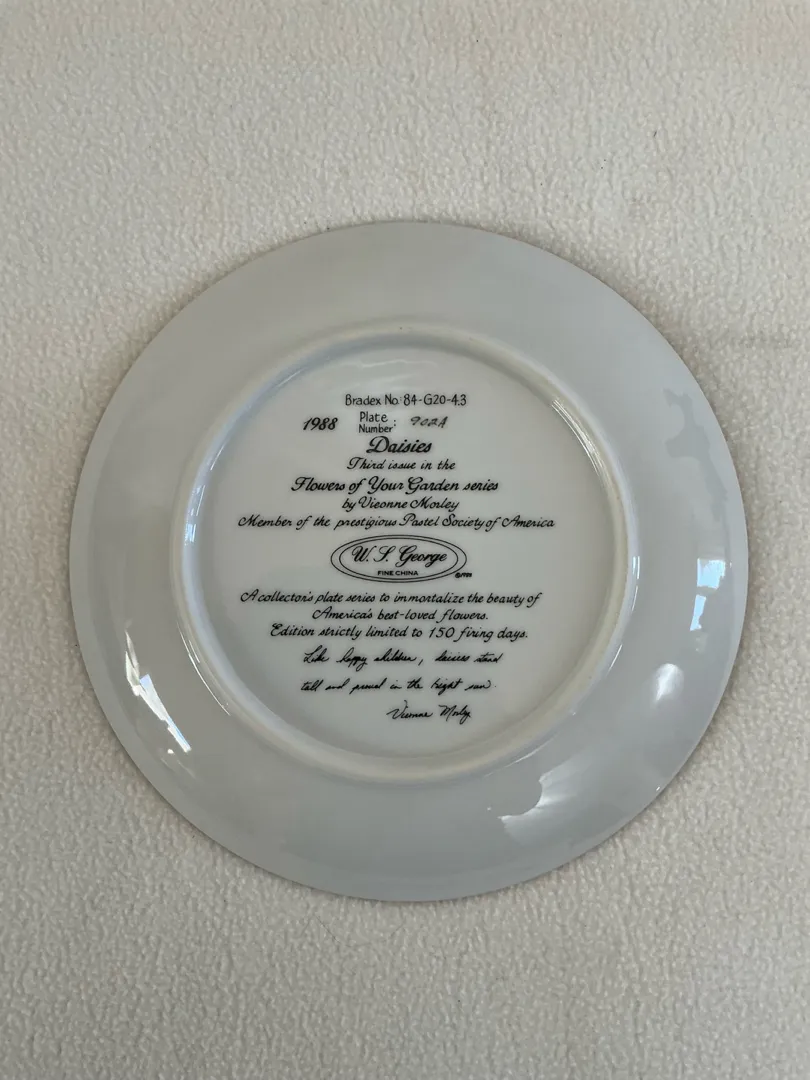 Bradex No: 84-G20-4.3
1988 Plate Number: 902A
Daisies
Third issue in the
Flowers of Your Garden series
by Vieonne Morley
Member of the prestigious Pastel Society of America
W. S. George
FINE CHINA
A collector's plate series to immortalize the beauty of
America's best-loved flowers.
Edition strictly limited to 150 firing days.
Like happy children, daisies stand
tall and proud in the bright sun.
Vieonne Morley